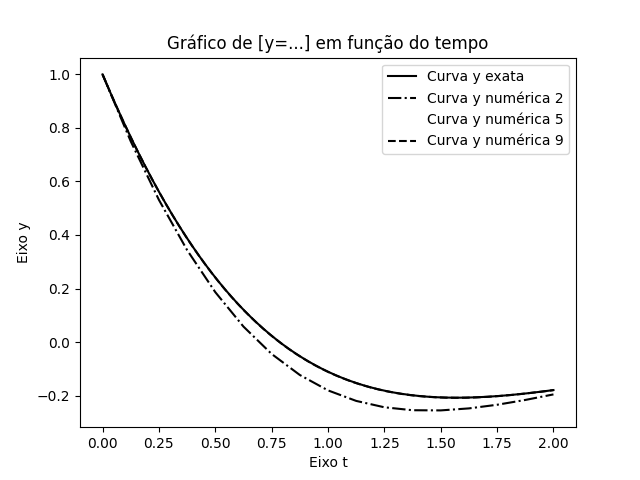 Gráfico de [y=...] em função do tempo
Curva y exata
Curva y numérica 2
Curva y numérica 5
Curva y numérica 9
Eixo y
1.0
0.8
0.6
0.4
0.2
0.0
−0.2
0.00 0.25 0.50 0.75 1.00 1.25 1.50 1.75 2.00
Eixo t